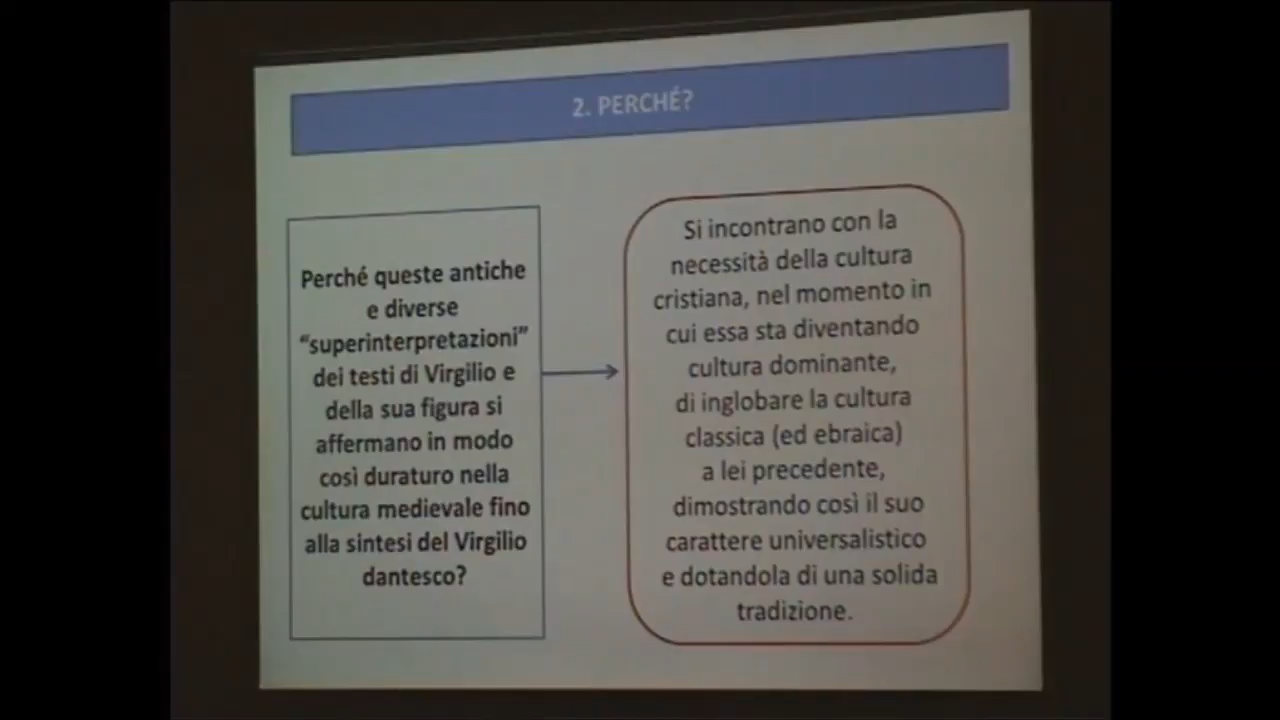 2. PERCHÉ?
Perché queste antiche
e diverse
“superinterpretazioni”
dei testi di Virgilio e
della sua figura si
affermano in modo
così duraturo nella
cultura medievale fino
alla sintesi del Virgilio
dantesco?
Si incontrano con la
necessità della cultura
cristiana, nel momento in
cui essa sta diventando
cultura dominante,
di inglobare la cultura
classica (ed ebraica)
a lei precedente,
dimostrando così il suo
carattere universalistico
e dotandola di una solida
tradizione.